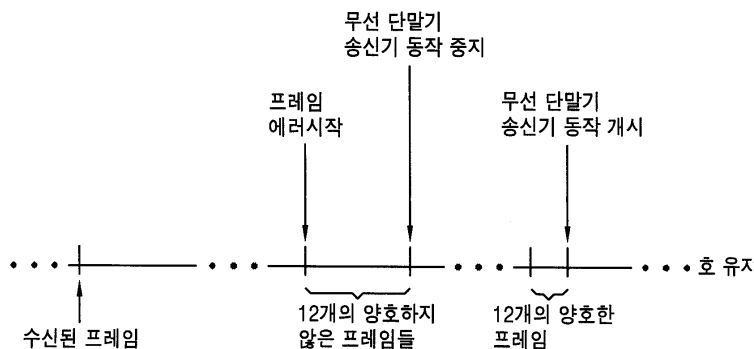 무선 단말기
송신기 동작 중지
프레임
에러시작
무선 단말기
송신기 동작 개시
호 유지
수신된 프레임
12개의 양호하지
않은 프레임들
12개의 양호한
프레임